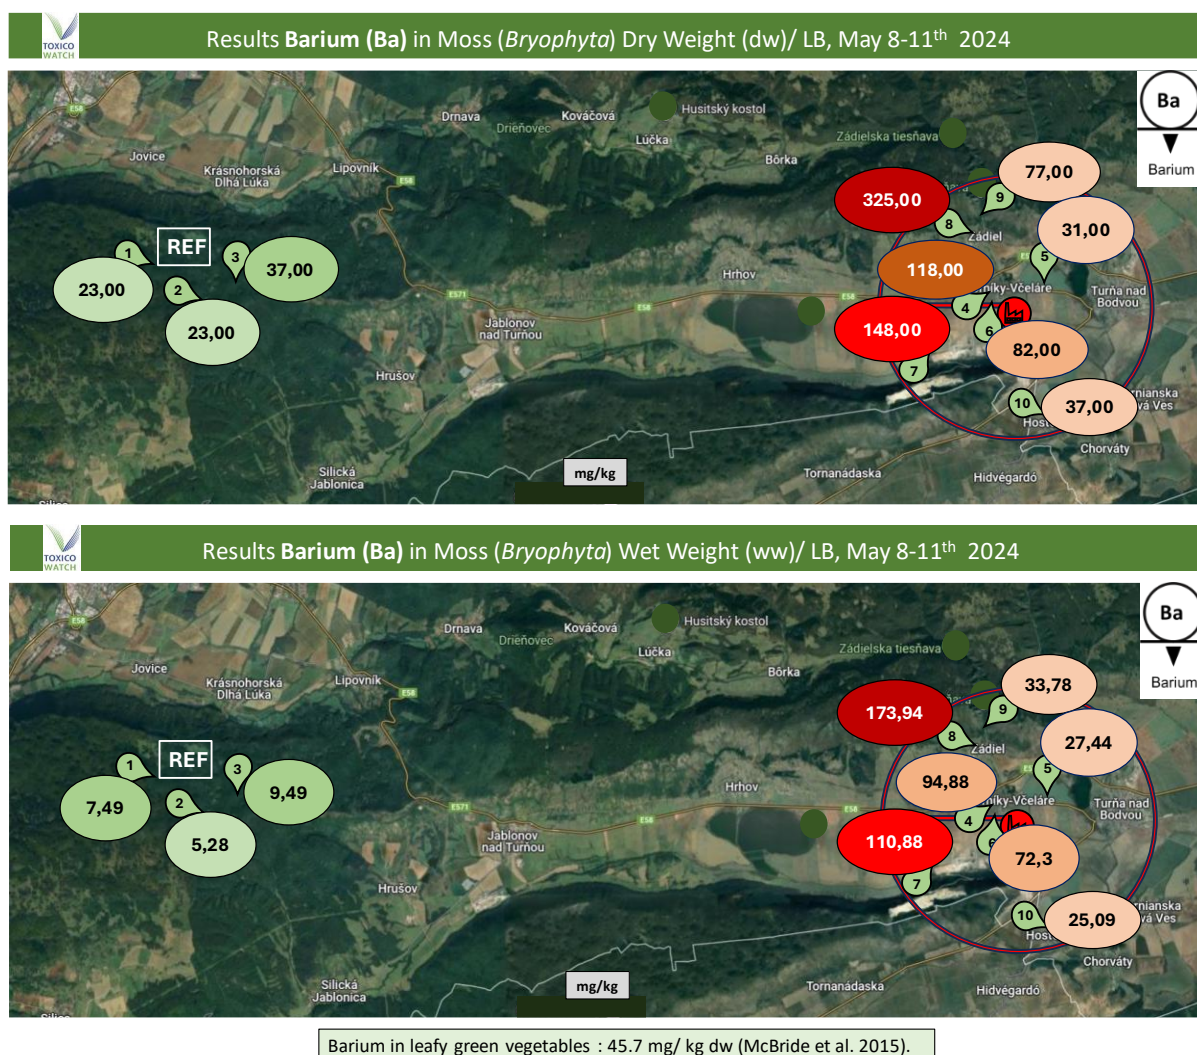 TOXICO
WATCH
Results Barium (Ba) in Moss (Bryophyta) Dry Weight (dw)/ LB, May 8-11th 2024
E58
Drnava
Kováčová
Husitský kostol
Drieňovec
Lúčka
Zádielska tiesňava
Ba
Barium
Jovice
Krásnohorská
Dlhá Lúka
Lipovník
E58
Bôrka
77,00
9
325,00
8
Zádiel
31,00
5
1
REF
3
37,00
23,00
2
23,00
118,00
Hrhov
Turňa nad
Bodvou
E571
E58
4
148,00
6
82,00
Jablonov
nad Turňou
Hrušov
7
10
37,00
Chorváty
Silická
Jablonica
mg/kg
Tornanádaska
Hidvégardó
TOXICO
WATCH
Results Barium (Ba) in Moss (Bryophyta) Wet Weight (ww)/ LB, May 8-11th 2024
E58
Drnava
Kováčová
Husitský kostol
Drieňovec
Lúčka
Zádielska tiesňava
Ba
Barium
Jovice
Krásnohorská
Dlhá Lúka
Lipovník
Bôrka
33,78
9
173,94
8
Zádiel
27,44
5
1
REF
3
9,49
7,49
2
5,28
94,88
Hrhov
Turňa nad
Bodvou
E571
E58
4
110,88
6
72,3
Jablonov
nad Turňou
Hrušov
7
10
25,09
Chorváty
Silická
Jablonica
mg/kg
Tornanádaska
Hidvégardó
Barium in leafy green vegetables : 45.7 mg/ kg dw (McBride et al. 2015).